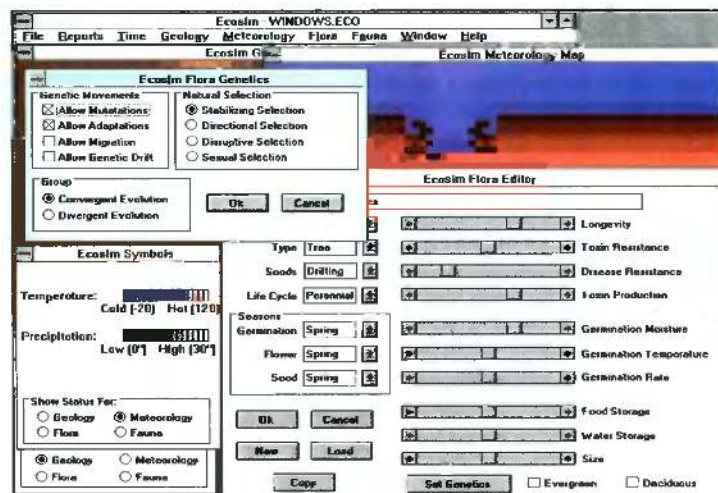 EcoSim - WINDOWS.ECO
File Reports Time Geology Meteorology Flora Fauna Window Help
EcoSim G
EcoSim Meteorology Map
EcoSim Flora Genetics
Genetic Movements
Allow Mutatations
Allow Adaptations
Allow Migration
Allow Genetic Drift
Natural Selection
Stabilizing Selection
Directional Selection
Disruptive Selection
Sexual Selection
Group
Convergent Evolution
Divergent Evolution
Ok Cancel
EcoSim Symbols
Temperature:
Cold (-20) Hot (120)
Precipitation:
Low (0") High (30")
Show Status For:
Geology Meteorology
Flora Fauna
Geology Meteorology
Flora Fauna
EcoSim Flora Editor
Type Tree
Seeds Drifting
Life Cycle Perennial
Seasons
Germination Spring
Flower Spring
Seed Spring
Ok Cancel
New Load
Copy
Longevity
Toxin Resistance
Disease Resistance
Toxin Production
Germination Moisture
Germination Temperature
Germination Rate
Food Storage
Water Storage
Size
Set Genetics Evergreen Deciduous